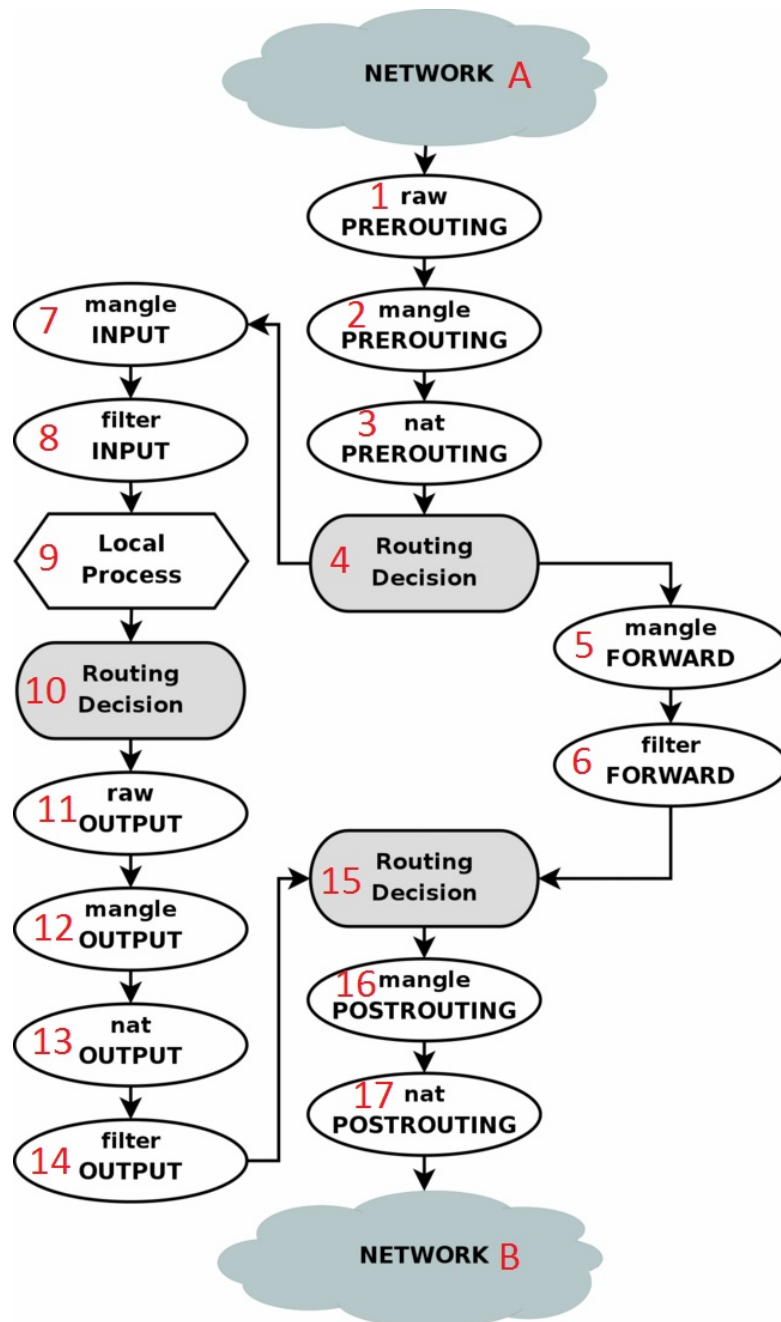 NETWORK A
1 raw
PREROUTING
2 mangle
PREROUTING
3 nat
PREROUTING
4 Routing
Decision
5 mangle
FORWARD
6 filter
FORWARD
7 mangle
INPUT
8 filter
INPUT
9 Local
Process
10 Routing
Decision
11 raw
OUTPUT
12 mangle
OUTPUT
13 nat
OUTPUT
14 filter
OUTPUT
15 Routing
Decision
16 mangle
POSTROUTING
17 nat
POSTROUTING
NETWORK B